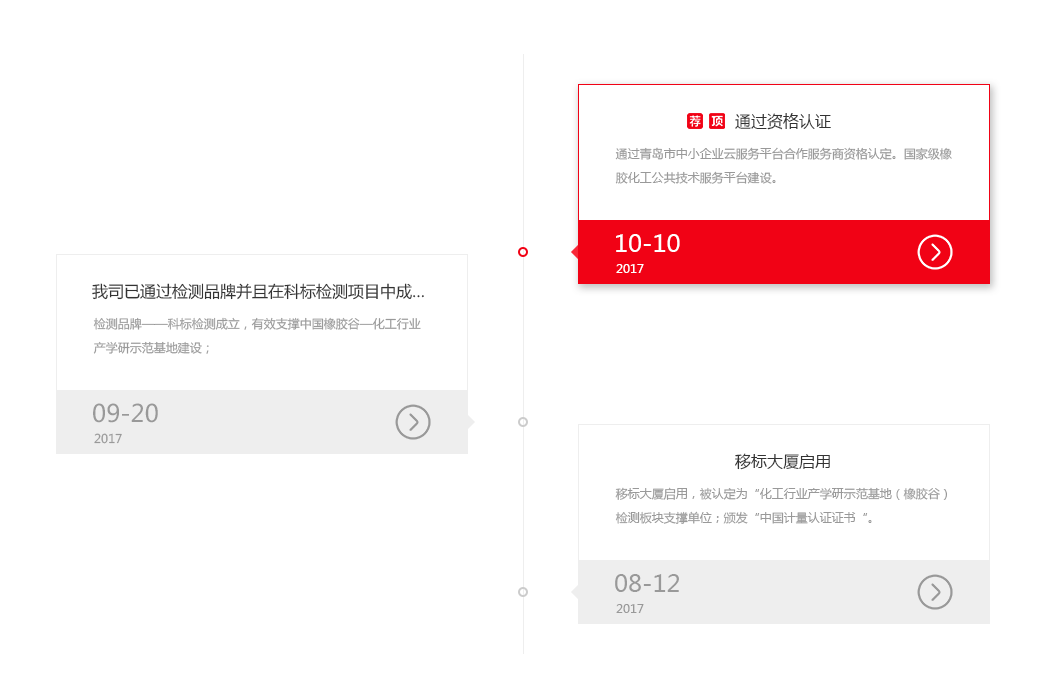 荐 顶 通过资格认证
通过青岛市中小企业云服务平台合作服务商资格认定。国家级橡
胶化工公共技术服务平台建设。
10-10
2017
我司已通过检测品牌并且在科标检测项目中成...
检测品牌——科标检测成立，有效支撑中国橡胶谷—化工行业
产学研示范基地建设；
09-20
2017
移标大厦启用
移标大厦启用，被认定为“化工行业产学研示范基地（橡胶谷）
检测板块支撑单位；颁发“中国计量认证证书“。
08-12
2017